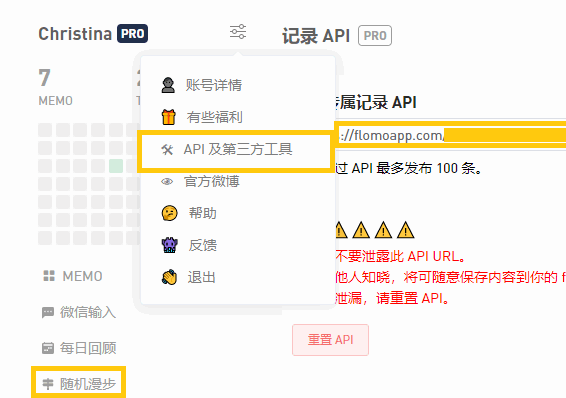 Christina PRO
7
MEMO
账号详情
有些福利
API 及第三方工具
官方微博
帮助
反馈
退出
MEMO
微信输入
每日回顾
随机漫步
记录 API PRO
属记录 API
://flomoapp.com/
过 API 最多发布 100 条。
不要泄露此 API URL。
他人知晓，将可随意保存内容到你的 f
泄漏，请重置 API。
重置 API